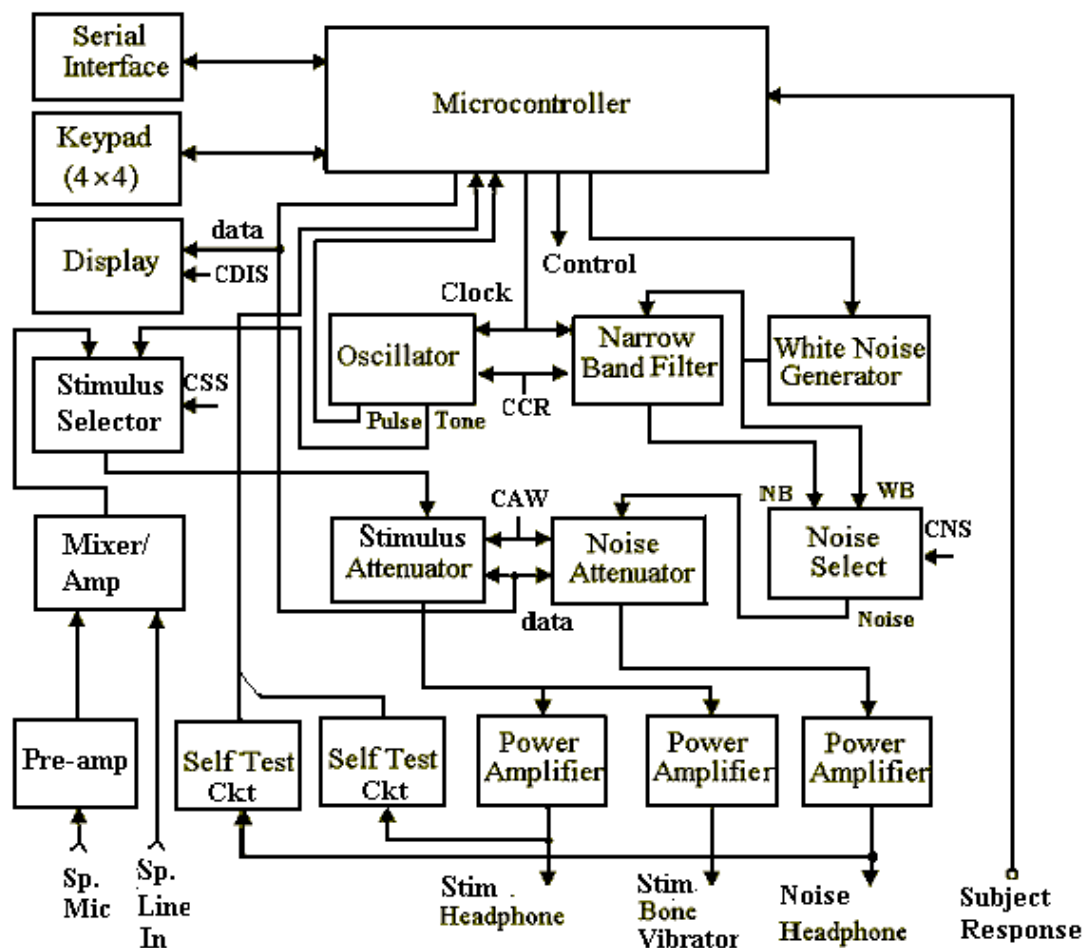 Serial
Interface
Microcontroller
Keypad
(4×4)
Display
data
CDIS
Control
Clock
Oscillator
Narrow
Band Filter
White Noise
Generator
CCR
Pulse
Tone
Stimulus
Selector
CSS
CAW
NB
WB
Mixer/
Amp
Stimulus
Attenuator
Noise
Attenuator
Noise
Select
CNS
data
Noise
Pre-amp
Self Test
Ckt
Self Test
Ckt
Power
Amplifier
Power
Amplifier
Power
Amplifier
Sp.
Mic
Sp.
Line
In
Stim
Headphone
Stim
Bone
Vibrator
Noise
Headphone
Subject
Response